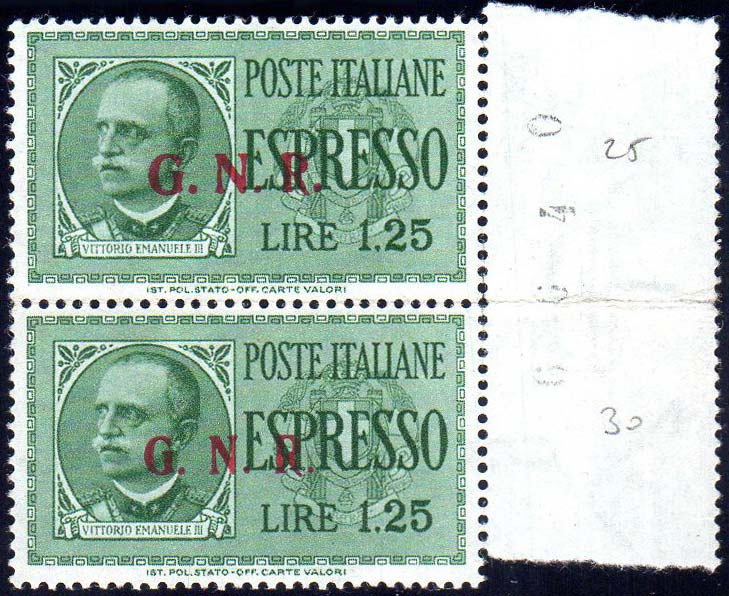 POSTE ITALIANE
ESPRESSO
G. N. R.
LIRE 1.25
VITTORIO EMANUELE III
IST. POL. STATO-OFF. CARTE VALORI
POSTE ITALIANE
ESPRESSO
G. N. R.
LIRE 1.25
VITTORIO EMANUELE III
IST. POL. STATO-OFF. CARTE VALORI
25
30